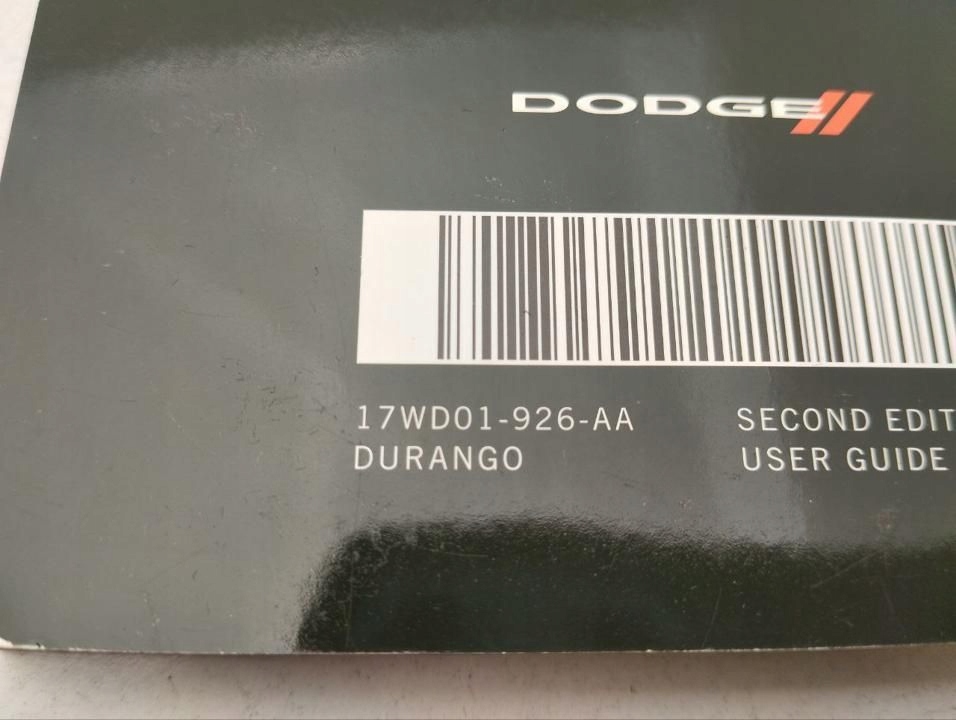 DODGE
17WD01-926-AA
SECOND EDIT
DURANGO
USER GUIDE